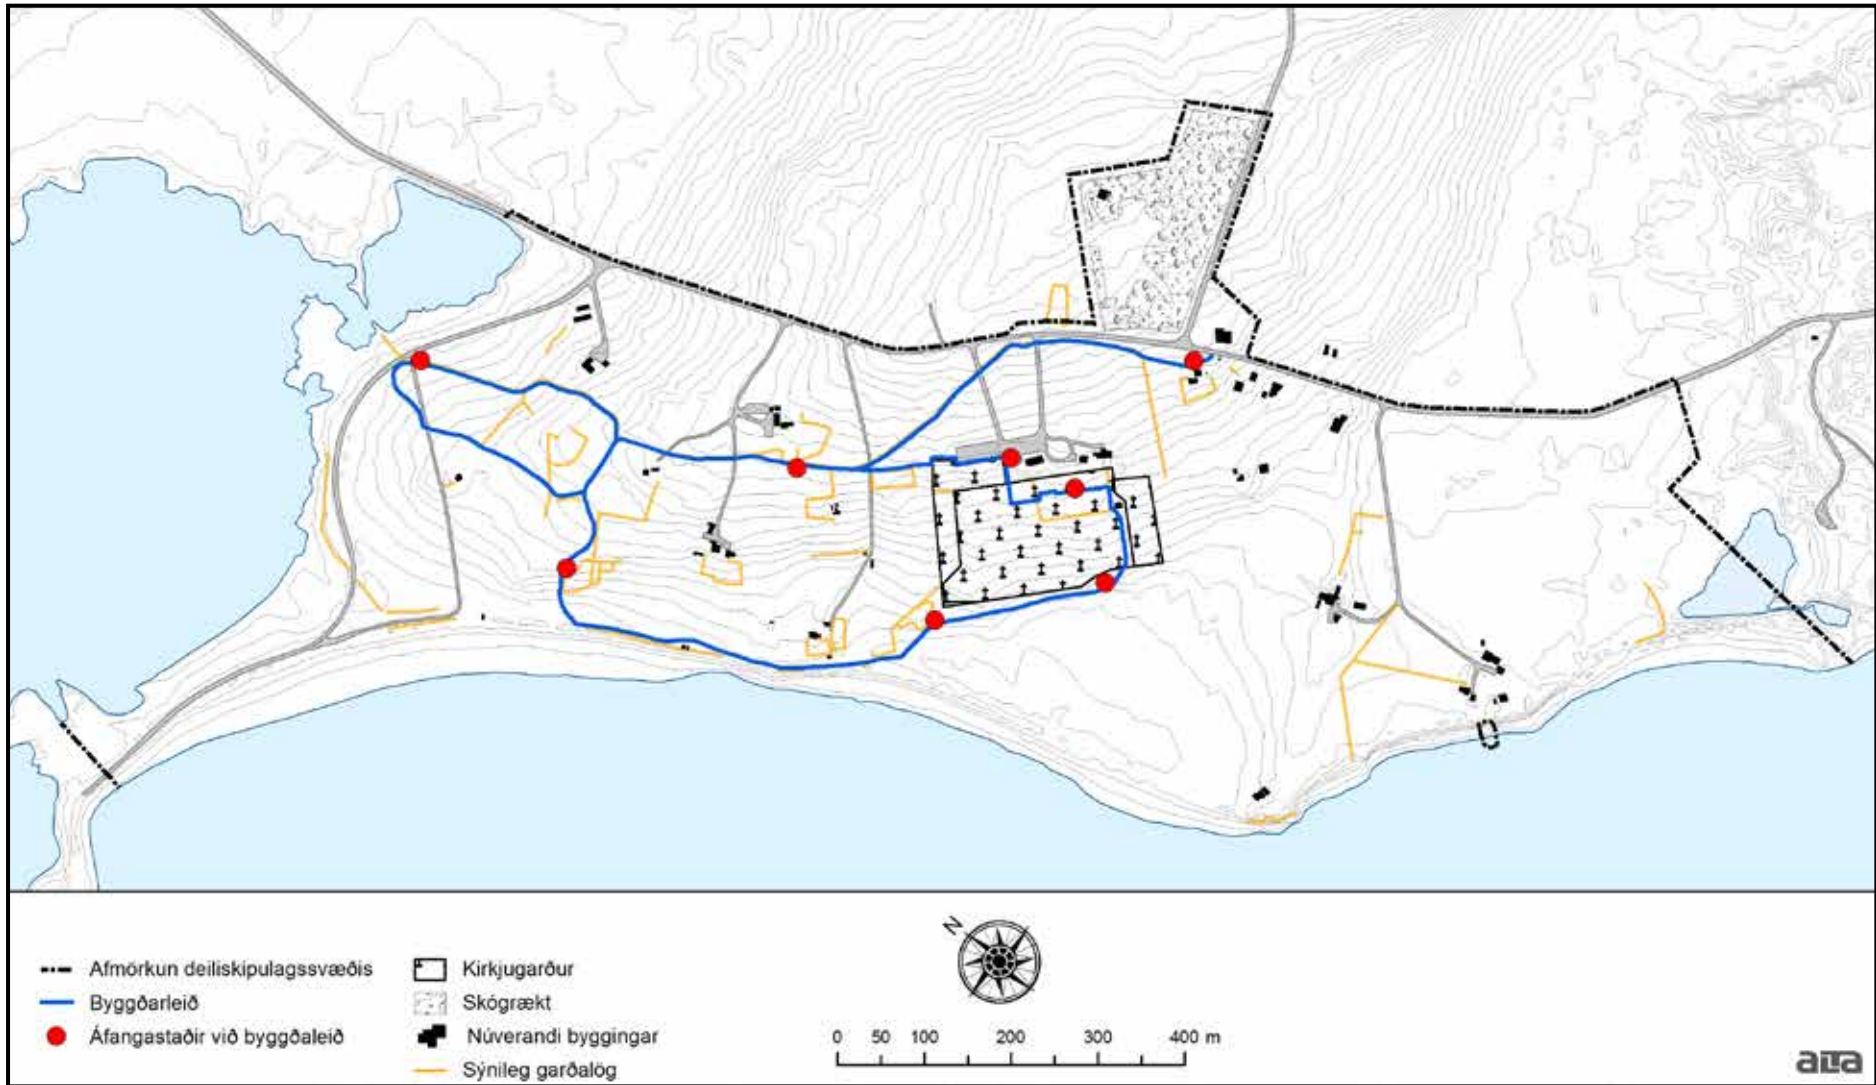 N
Afmörkun deiliskipulagssvæðis
Byggðarleið
Áfangastaðir við byggðaleið
Kirkjugarður
Skógrækt
Núverandi byggingar
Sýnileg garðalög
0 50 100 200 300 400 m
alta